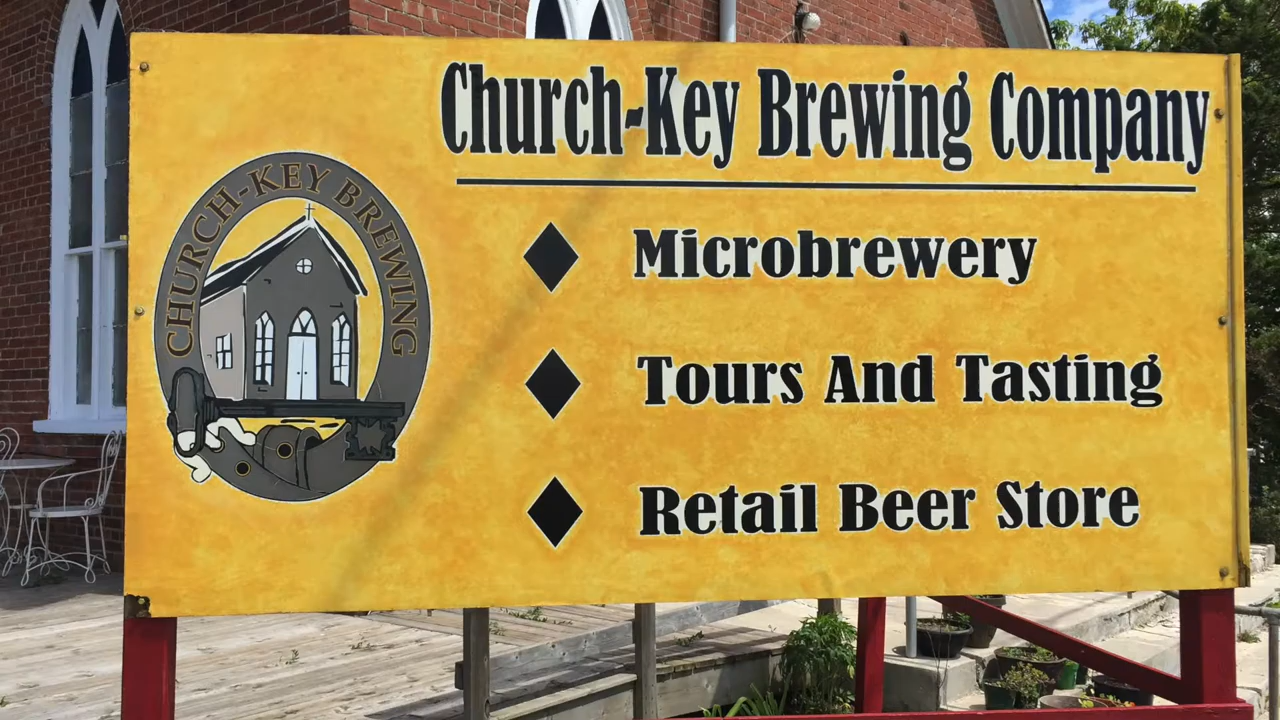 Church-Key Brewing Company
CHURCH-KEY BREWING
Microbrewery
Tours And Tasting
Retail Beer Store